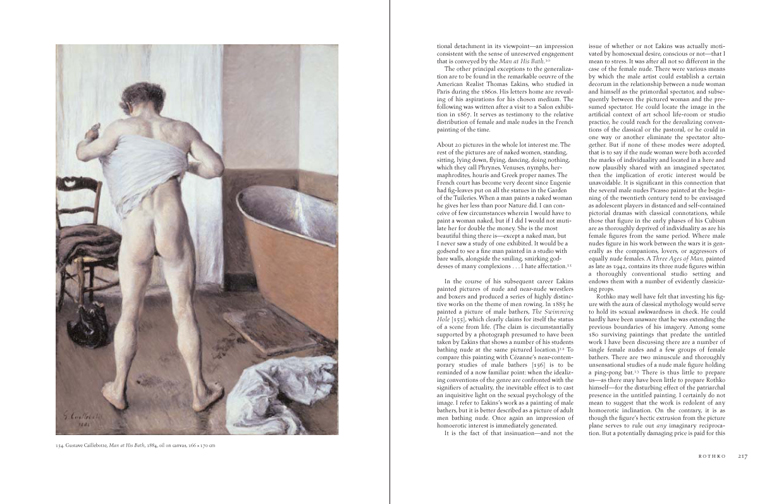 134. Gustave Caillebotte, Man at His Bath, 1884, oil on canvas, 166 x 170 cm.
tional detachment in its viewpoint—an impression
consistent with the sense of unreserved engagement
that is conveyed by the Man at His Bath.
The other principal exceptions to the generaliza-
tion are to be found in the remarkable oeuvre of the
American Realist Thomas Eakins, who studied in
Paris during the 1860s. His letters home are reveal-
ing of his aspirations for his chosen medium. The
following was written after a visit to a Salon exhibi-
tion in 1867. It serves as testimony to the relative
distribution of female and male nudes in the French
painting of the time.
About 20 pictures in the whole lot interest me. The
rest of the pictures are of naked women, standing,
sitting, lying down, flying, dancing, doing nothing,
which they call Phrynes, Venuses, nymphs, her-
maphrodites, houris and Greek proper names. The
French court has become very decent since Eugenie
had fig-leaves put on all the statues in the Garden
of the Tuileries. When a man paints a naked woman
he gives her less than poor Nature did. I can con-
ceive of few circumstances wherein I would have to
paint a woman naked, but if I did I would not muti-
late her for double the money. She is the most
beautiful thing there is—except a naked man, but
I never saw a study of one exhibited. It would be a
godsend to see a fine man painted in a studio with
bare walls, alongside the smiling, smirking god-
desses of many complexions . . . I hate affectation.
In the course of his subsequent career Eakins
painted pictures of nude and near-nude wrestlers
and boxers and produced a series of highly distinc-
tive works on the theme of men rowing. In 1883 he
painted a picture of male bathers, The Swimming
Hole [135], which clearly claims for itself the status
of a scene from life. (The claim is circumstantially
supported by a photograph presumed to have been
taken by Eakins that shows a number of his students
bathing nude at the same pictured location.) To
compare this painting with Cézanne's near-contem-
porary studies of male bathers [136] is to be
reminded of a now familiar point: when the idealiz-
ing conventions of the genre are confronted with the
signifiers of actuality, the inevitable effect is to cast
an inquisitive light on the sexual psychology of the
image. I refer to Eakins's work as a painting of male
bathers, but it is better described as a picture of adult
men bathing nude. Once again an impression of
homoerotic interest is immediately generated.
It is the fact of that insinuation—and not the
issue of whether or not Eakins was actually moti-
vated by homosexual desire, conscious or not—that I
mean to stress. It was after all not so different in the
case of the female nude. There were various means
by which the male artist could establish a certain
decorum in the relationship between a nude woman
and himself as the primordial spectator, and subse-
quently between the pictured woman and the pre-
sumed spectator. He could locate the image in the
artificial context of art school life-room or studio
practice, he could reach for the derealizing conven-
tions of the classical or the pastoral, or he could in
one way or another eliminate the spectator alto-
gether. But if none of these modes were adopted,
that is to say if the nude woman were both accorded
the marks of individuality and located in a here and
now plausibly shared with an imagined spectator,
then the implication of erotic interest would be
unavoidable. It is significant in this connection that
the several male nudes Picasso painted at the begin-
ning of the twentieth century tend to be envisaged
as adolescent players in distanced and self-contained
pictorial dramas with classical connotations, while
those that figure in the early phases of his Cubism
are as thoroughly deprived of individuality as are his
female figures from the same period. Where male
nudes figure in his work between the wars it is gen-
erally as the companions, lovers, or aggressors of
equally nude females. A Three Ages of Man, painted
as late as 1942, contains its three nude figures within
a thoroughly conventional studio setting and
endows them with a number of evidently classiciz-
ing props.
Rothko may well have felt that investing his fig-
ure with the aura of classical mythology would serve
to hold its sexual awkwardness in check. He could
hardly have been unaware that he was extending the
previous boundaries of his imagery. Among some
180 surviving paintings that predate the untitled
work I have been discussing there are a number of
single female nudes and a few groups of female
bathers. There are two minuscule and thoroughly
unsensational studies of a nude male figure holding
a ping-pong bat. There is thus little to prepare
us—as there may have been little to prepare Rothko
himself—for the disturbing effect of the patriarchal
presence in the untitled painting. I certainly do not
mean to suggest that the work is redolent of any
homoerotic inclination. On the contrary, it is as
though the figure's hectic extrusion from the picture
plane serves to rule out any imaginary reciproca-
tion. But a potentially damaging price is paid for this
ROTHKO 217